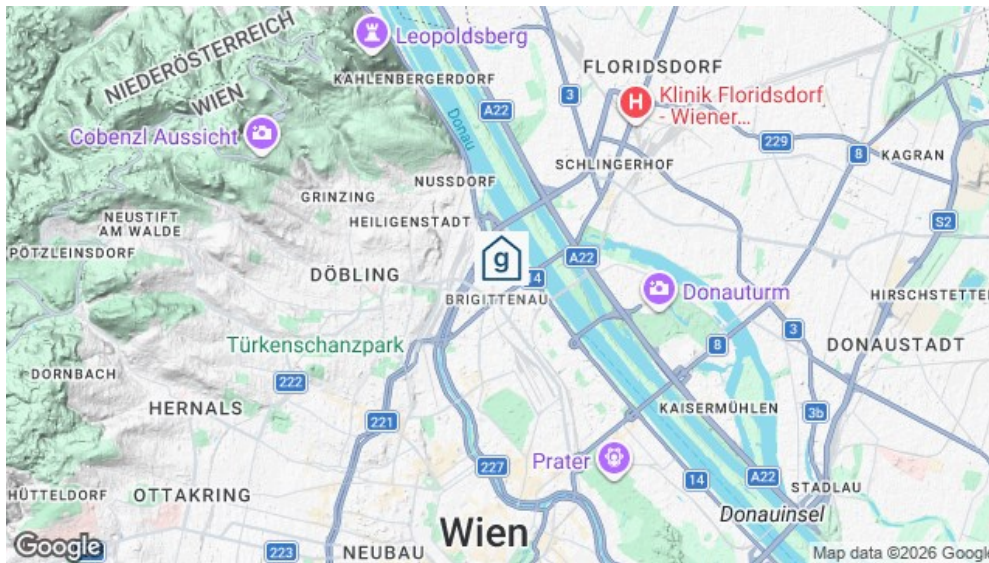 NIEDERÖSTERREICH
WIEN
Leopoldsberg
KAHLENBERGERDORF
FLORIDSDORF
A22
3
Klinik Floridsdorf
- Wiener...
Donau
Cobenzl Aussicht
229
8
KAGRAN
SCHLINGERHOF
NUSSDORF
GRINZING
NEUSTIFT
AM WALDE
HEILIGENSTADT
S2
PÖTZLEINSDORF
g
A22
14
DÖBLING
BRIGITTENAU
Donauturm
HIRSCHSTETTE
3
8
DONAUSTADT
Türkenschanzpark
DORNBACH
222
HERNALS
221
KAISERMÜHLEN
3b
Prater
227
14
A22
STADLAU
HÜTTELDORF
OTTAKRING
Donauinsel
Wien
Google
223
NEUBAU
Map data ©2026 Google